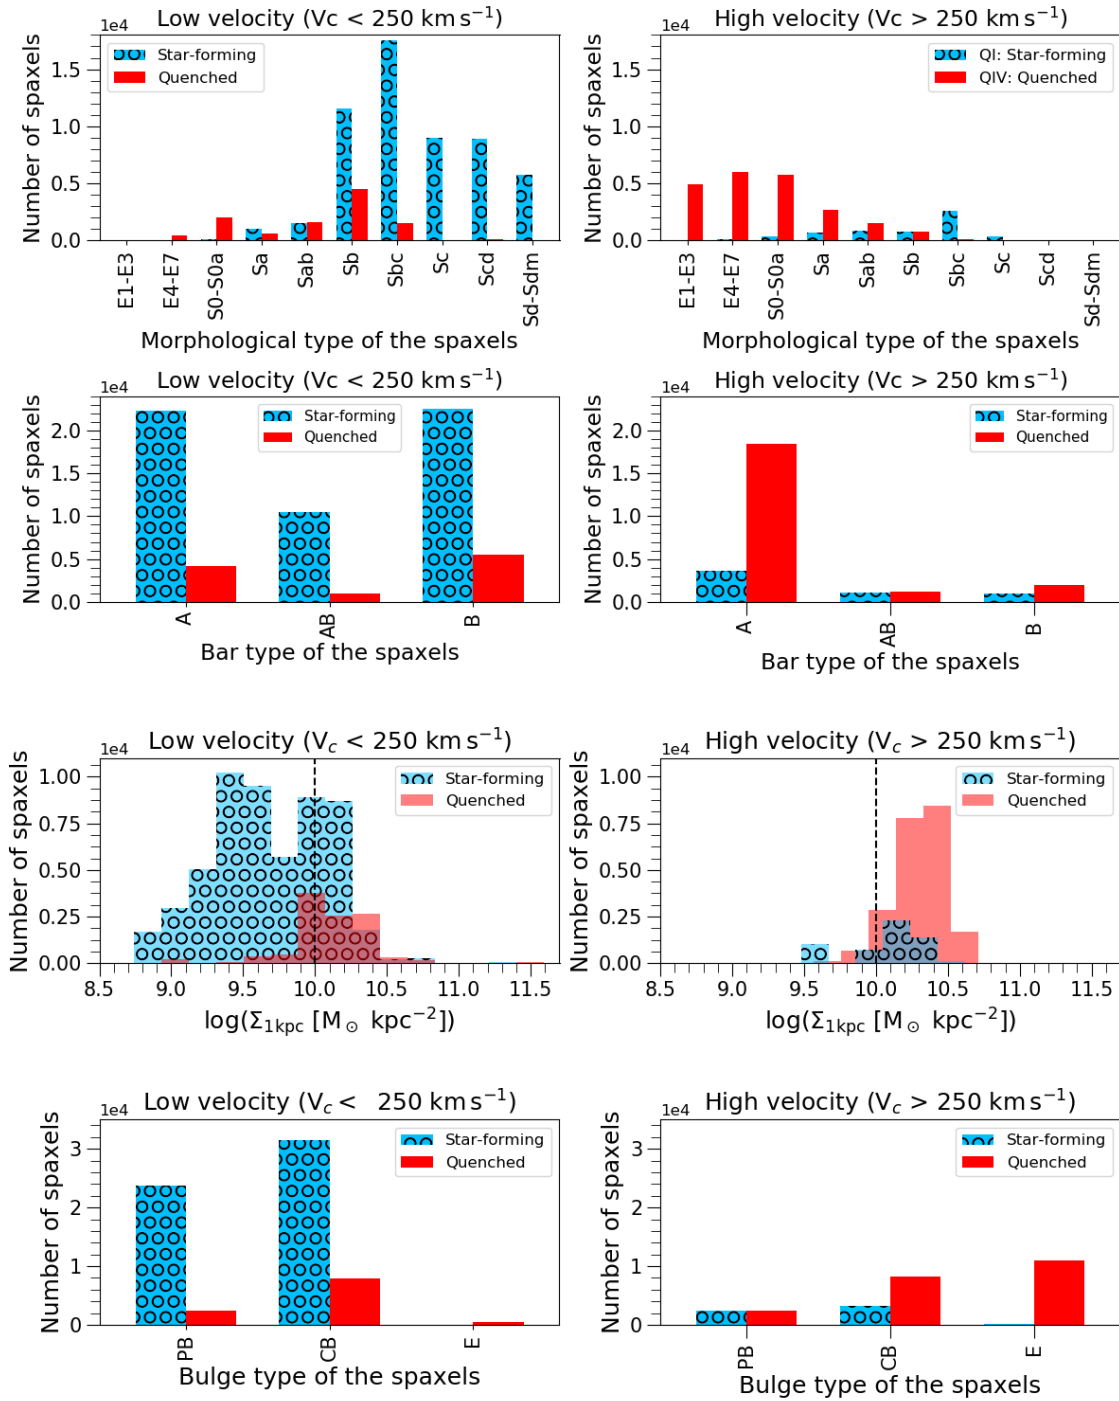 Low velocity (Vc < 250 km s⁻¹)
1e4
Number of spaxels
1.5
1.0
0.5
0.0
Star-forming
Quenched
E1-E3
E4-E7
S0-S0a
Sa
Sab
Sb
Sbc
Sc
Scd
Sd-Sdm
Morphological type of the spaxels
High velocity (Vc > 250 km s⁻¹)
1e4
Number of spaxels
1.5
1.0
0.5
0.0
QI: Star-forming
QIV: Quenched
E1-E3
E4-E7
S0-S0a
Sa
Sab
Sb
Sbc
Sc
Scd
Sd-Sdm
Morphological type of the spaxels
Low velocity (Vc < 250 km s⁻¹)
1e4
Number of spaxels
2.0
1.5
1.0
0.5
0.0
Star-forming
Quenched
A
AB
B
Bar type of the spaxels
High velocity (Vc > 250 km s⁻¹)
1e4
Number of spaxels
2.0
1.5
1.0
0.5
0.0
Star-forming
Quenched
A
AB
B
Bar type of the spaxels
Low velocity (V_c < 250 km s⁻¹)
1e4
Number of spaxels
1.00
0.75
0.50
0.25
0.00
Star-forming
Quenched
8.5 9.0 9.5 10.0 10.5 11.0 11.5
log(Σ₁kpc [M⊙ kpc⁻²])
High velocity (V_c > 250 km s⁻¹)
1e4
Number of spaxels
1.00
0.75
0.50
0.25
0.00
Star-forming
Quenched
8.5 9.0 9.5 10.0 10.5 11.0 11.5
log(Σ₁kpc [M⊙ kpc⁻²])
Low velocity (V_c < 250 km s⁻¹)
1e4
Number of spaxels
3
2
1
0
Star-forming
Quenched
PB
CB
E
Bulge type of the spaxels
High velocity (V_c > 250 km s⁻¹)
1e4
Number of spaxels
3
2
1
0
Star-forming
Quenched
PB
CB
E
Bulge type of the spaxels